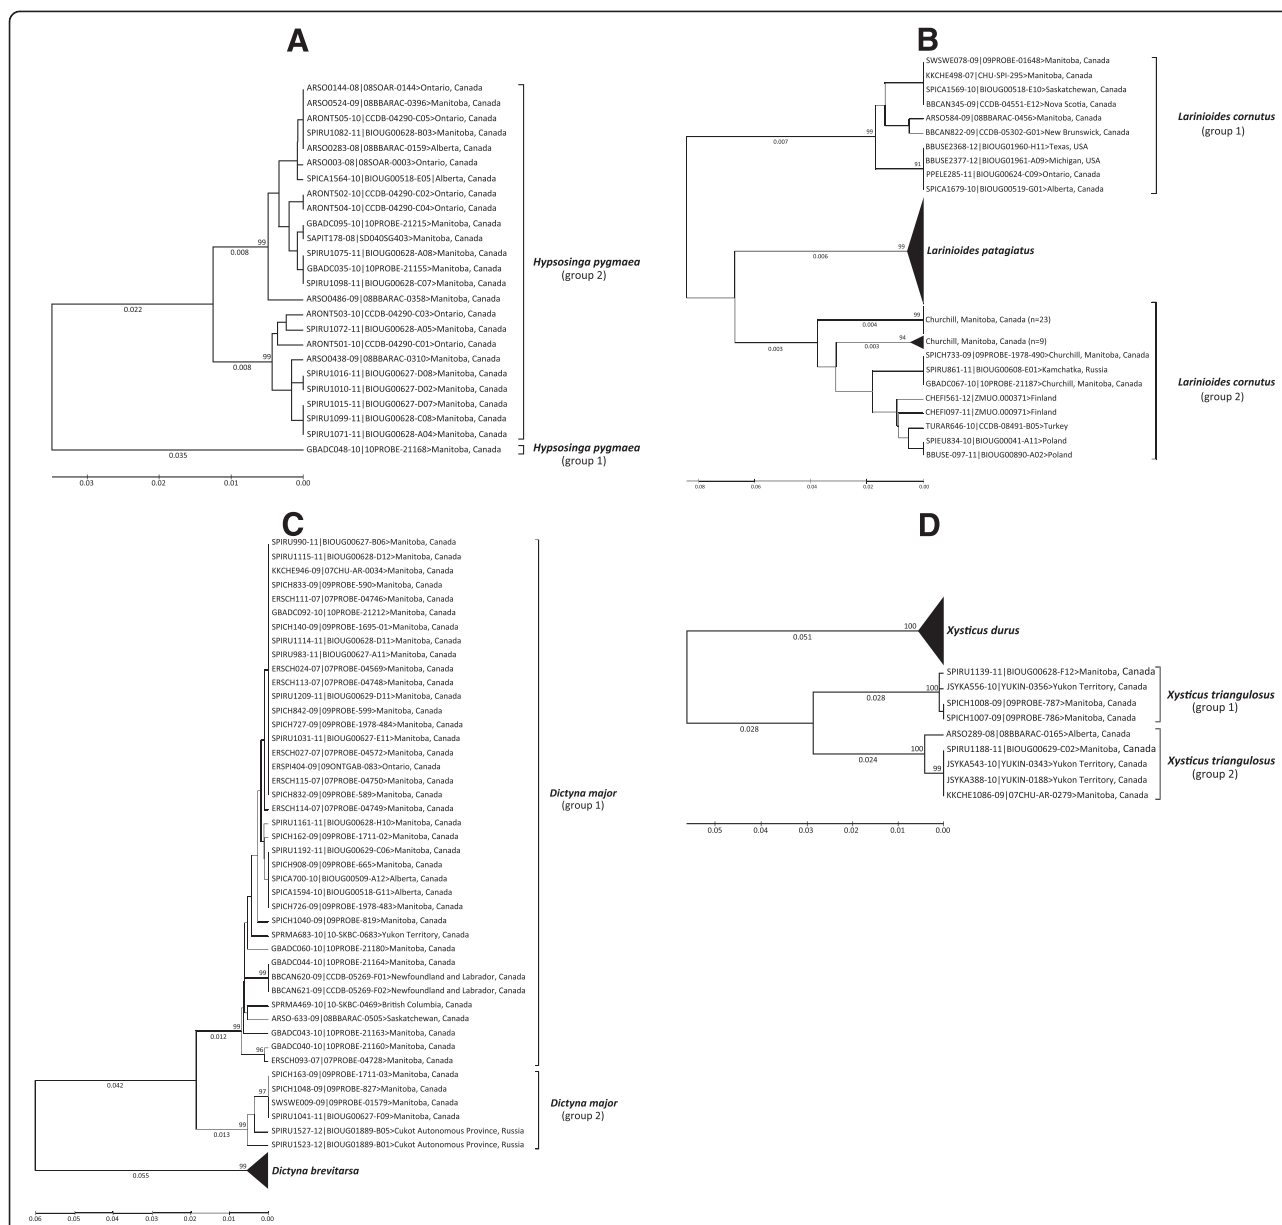 A
ARSO0144-08|08SOAR-0144>Ontario, Canada
ARSO0524-09|08BBARAC-0396>Manitoba, Canada
ARONT505-10|CCDB-04290-C05>Ontario, Canada
SPIRU1082-11|BIOUG00628-B03>Manitoba, Canada
ARSO0283-08|08BBARAC-0159>Alberta, Canada
ARSO003-08|08SOAR-0003>Ontario, Canada
SPICA1564-10|BIOUG00518-E05|Alberta, Canada
ARONT502-10|CCDB-04290-C02>Ontario, Canada
ARONT504-10|CCDB-04290-C04>Ontario, Canada
GBADC095-10|10PROBE-21215>Manitoba, Canada
SAPIT178-08|SD040SG403>Manitoba, Canada
SPIRU1075-11|BIOUG00628-A08>Manitoba, Canada
GBADC035-10|10PROBE-21155>Manitoba, Canada
SPIRU1098-11|BIOUG00628-C07>Manitoba, Canada
ARSO0486-09|08BBARAC-0358>Manitoba, Canada
ARONT503-10|CCDB-04290-C03>Ontario, Canada
SPIRU1072-11|BIOUG00628-A05>Manitoba, Canada
ARONT501-10|CCDB-04290-C01>Ontario, Canada
ARSO0438-09|08BBARAC-0310>Manitoba, Canada
SPIRU1016-11|BIOUG00627-D08>Manitoba, Canada
SPIRU1010-11|BIOUG00627-D02>Manitoba, Canada
SPIRU1015-11|BIOUG00627-D07>Manitoba, Canada
SPIRU1099-11|BIOUG00628-C08>Manitoba, Canada
SPIRU1071-11|BIOUG00628-A04>Manitoba, Canada
GBADC048-10|10PROBE-21168>Manitoba, Canada
Hypsosinga pygmaea
(group 2)
Hypsosinga pygmaea
(group 1)
99
0.008
0.022
99
0.008
0.035
0.03 0.02 0.01 0.00
B
SWSWE078-09|09PROBE-01648>Manitoba, Canada
KKCHE498-07|CHU-SPI-295>Manitoba, Canada
SPICA1569-10|BIOUG00518-E10>Saskatchewan, Canada
BBCAN345-09|CCDB-04551-E12>Nova Scotia, Canada
ARSO584-09|08BBARAC-0456>Manitoba, Canada
BBCAN822-09|CCDB-05302-G01>New Brunswick, Canada
BBUSE2368-12|BIOUG01960-H11>Texas, USA
BBUSE2377-12|BIOUG01961-A09>Michigan, USA
PPELE285-11|BIOUG00624-C09>Ontario, Canada
SPICA1679-10|BIOUG00519-G01>Alberta, Canada
Larinioides cornutus
(group 1)
99
0.007
91
99
0.006
Larinioides patagiatus
99
0.004
Churchill, Manitoba, Canada (n=23)
0.003
94
0.003
Churchill, Manitoba, Canada (n=9)
SPICH733-09|09PROBE-1978-490>Churchill, Manitoba, Canada
SPIRU861-11|BIOUG00608-E01>Kamchatka, Russia
GBADC067-10|10PROBE-21187>Churchill, Manitoba, Canada
CHEFI561-12|ZMUO.000371>Finland
CHEFI097-11|ZMUO.000971>Finland
TURAR646-10|CCDB-08491-B05>Turkey
SPIEU834-10|BIOUG00041-A11>Poland
BBUSE-097-11|BIOUG00890-A02>Poland
Larinioides cornutus
(group 2)
0.08 0.06 0.04 0.02 0.00
C
SPIRU990-11|BIOUG00627-B06>Manitoba, Canada
SPIRU1115-11|BIOUG00628-D12>Manitoba, Canada
KKCHE946-09|07CHU-AR-0034>Manitoba, Canada
SPICH833-09|09PROBE-590>Manitoba, Canada
ERSCH111-07|07PROBE-04746>Manitoba, Canada
GBADC092-10|10PROBE-21212>Manitoba, Canada
SPICH140-09|09PROBE-1695-01>Manitoba, Canada
SPIRU1114-11|BIOUG00628-D11>Manitoba, Canada
SPIRU983-11|BIOUG00627-A11>Manitoba, Canada
ERSCH024-07|07PROBE-04569>Manitoba, Canada
ERSCH113-07|07PROBE-04748>Manitoba, Canada
SPIRU1209-11|BIOUG00629-D11>Manitoba, Canada
SPICH842-09|09PROBE-599>Manitoba, Canada
SPICH727-09|09PROBE-1978-484>Manitoba, Canada
SPIRU1031-11|BIOUG00627-E11>Manitoba, Canada
ERSCH027-07|07PROBE-04572>Manitoba, Canada
ERSPI404-09|09ONTGAB-083>Ontario, Canada
ERSCH115-07|07PROBE-04750>Manitoba, Canada
SPICH832-09|09PROBE-589>Manitoba, Canada
ERSCH114-07|07PROBE-04749>Manitoba, Canada
SPIRU1161-11|BIOUG00628-H10>Manitoba, Canada
SPICH162-09|09PROBE-1711-02>Manitoba, Canada
SPIRU1192-11|BIOUG00629-C06>Manitoba, Canada
SPICH908-09|09PROBE-665>Manitoba, Canada
SPICA700-10|BIOUG00509-A12>Alberta, Canada
SPICA1594-10|BIOUG00518-G11>Alberta, Canada
SPICH726-09|09PROBE-1978-483>Manitoba, Canada
SPICH1040-09|09PROBE-819>Manitoba, Canada
SPRMA683-10|10-SKBC-0683>Yukon Territory, Canada
GBADC060-10|10PROBE-21180>Manitoba, Canada
GBADC044-10|10PROBE-21164>Manitoba, Canada
BBCAN620-09|CCDB-05269-F01>Newfoundland and Labrador, Canada
BBCAN621-09|CCDB-05269-F02>Newfoundland and Labrador, Canada
SPRMA469-10|10-SKBC-0469>British Columbia, Canada
ARSO-633-09|08BBARAC-0505>Saskatchewan, Canada
GBADC043-10|10PROBE-21163>Manitoba, Canada
GBADC040-10|10PROBE-21160>Manitoba, Canada
ERSCH093-07|07PROBE-04728>Manitoba, Canada
Dictyna major
(group 1)
99
99
0.012
96
SPICH163-09|09PROBE-1711-03>Manitoba, Canada
SPICH1048-09|09PROBE-827>Manitoba, Canada
SWSWE009-09|09PROBE-01579>Manitoba, Canada
SPIRU1041-11|BIOUG00627-F09>Manitoba, Canada
SPIRU1527-12|BIOUG01889-B05>Cukot Autonomous Province, Russia
SPIRU1523-12|BIOUG01889-B01>Cukot Autonomous Province, Russia
Dictyna major
(group 2)
0.042
97
99
0.013
99
0.055
Dictyna brevitarsa
0.06 0.05 0.04 0.03 0.02 0.01 0.00
D
100
0.051
Xysticus durus
SPIRU1139-11|BIOUG00628-F12>Manitoba, Canada
JSYKA556-10|YUKIN-0356>Yukon Territory, Canada
SPICH1008-09|09PROBE-787>Manitoba, Canada
SPICH1007-09|09PROBE-786>Manitoba, Canada
Xysticus triangulosus
(group 1)
100
0.028
0.028
ARSO289-08|08BBARAC-0165>Alberta, Canada
SPIRU1188-11|BIOUG00629-C02>Manitoba, Canada
JSYKA543-10|YUKIN-0343>Yukon Territory, Canada
JSYKA388-10|YUKIN-0188>Yukon Territory, Canada
KKCHE1086-09|07CHU-AR-0279>Manitoba, Canada
Xysticus triangulosus
(group 2)
100
0.024
99
0.05 0.04 0.03 0.02 0.01 0.00